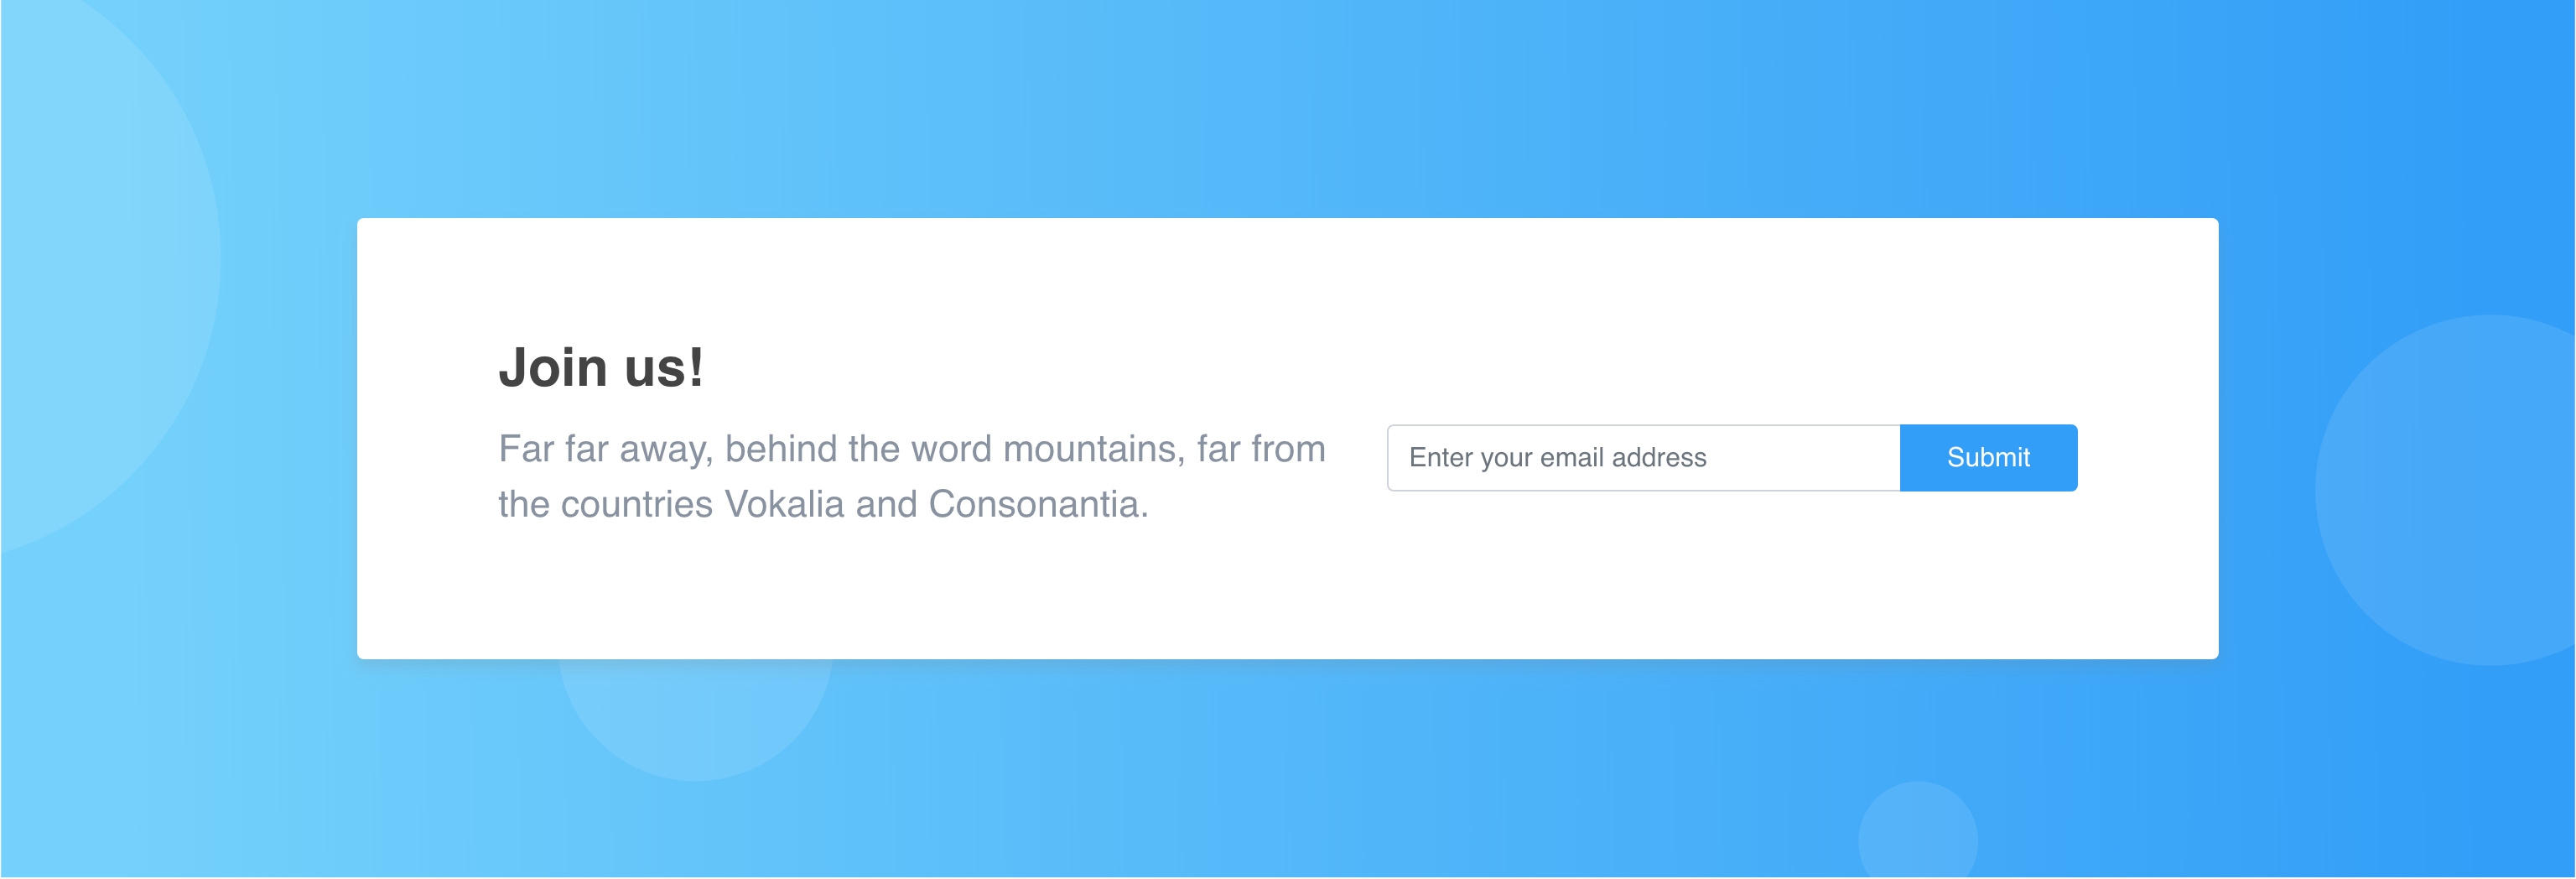 Join us!
Far far away, behind the word mountains, far from
the countries Vokalia and Consonantia.
Enter your email address
Submit